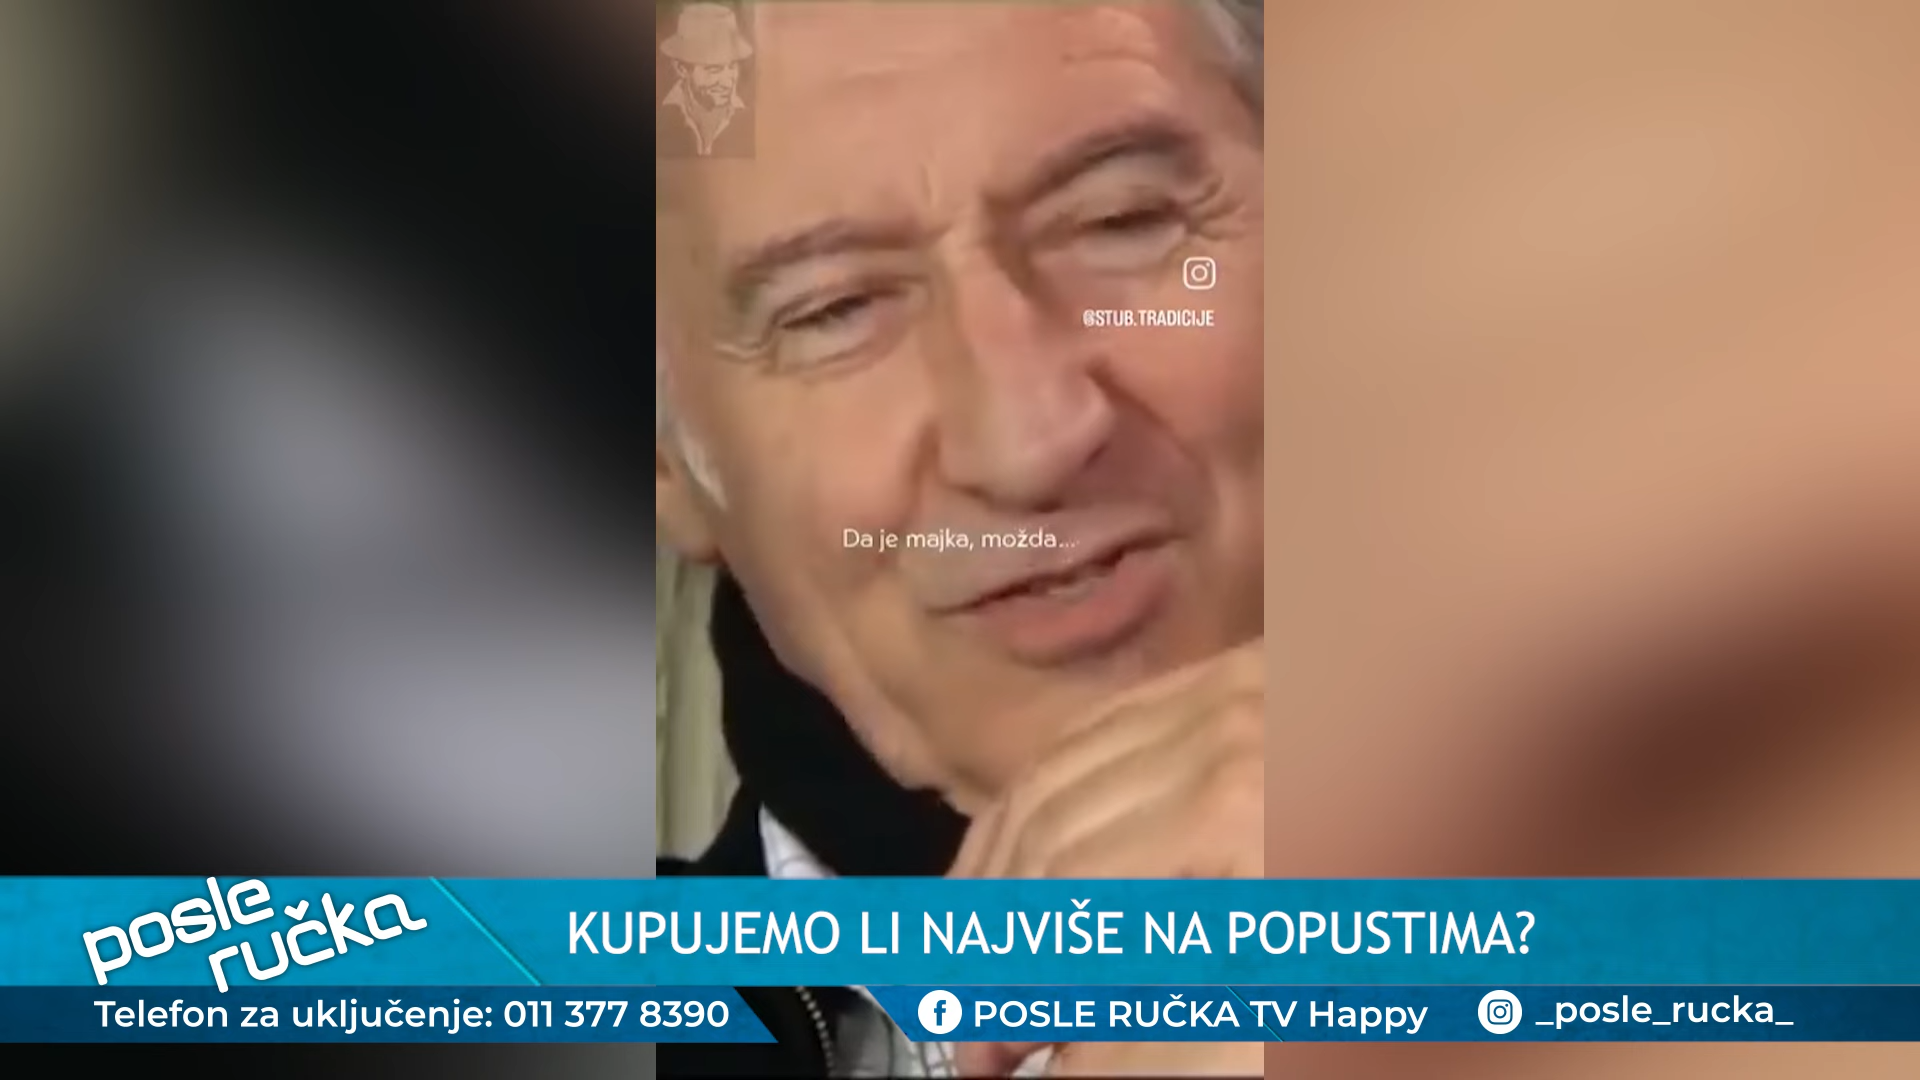 @STUB.TRADICIJE
Da je majka, možda...
posle
ručka
KUPUJEMO LI NAJVIŠE NA POPUSTIMA?
Telefon za uključenje: 011 377 8390
POSLE RUČKA TV Happy
_posle_rucka_